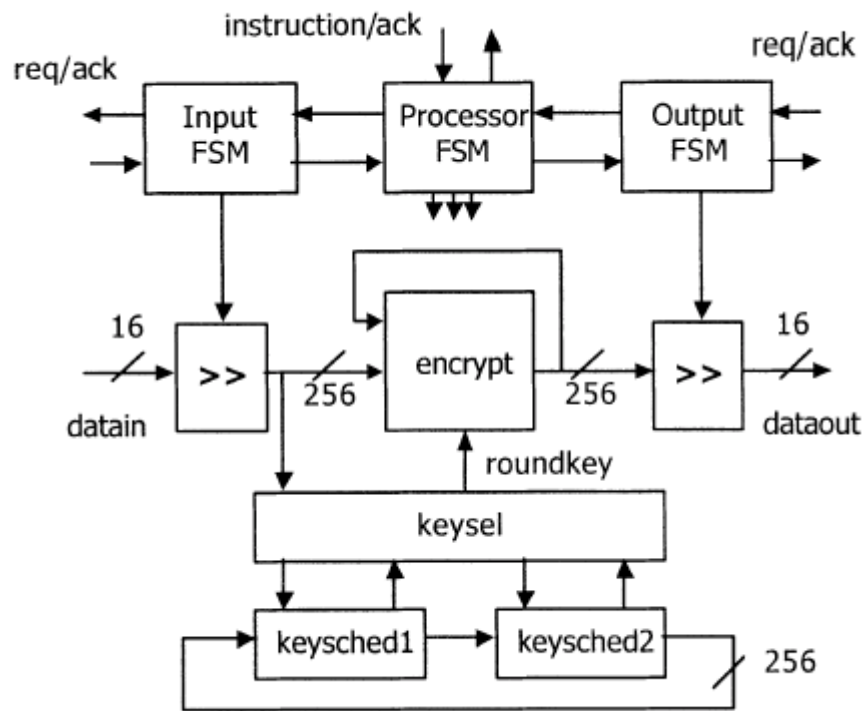 instruction/ack
req/ack
req/ack
Input
FSM
Processor
FSM
Output
FSM
16
>>
256
encrypt
256
>>
16
datain
dataout
roundkey
keysel
keysched1
keysched2
256